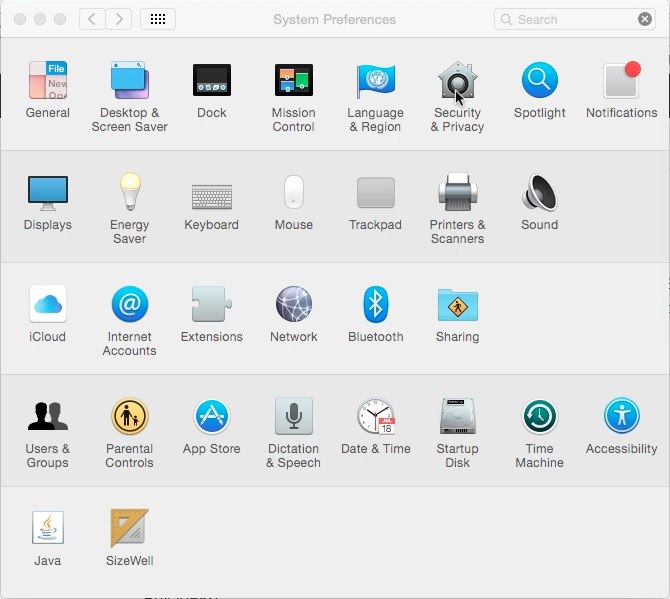 System Preferences
Search
File
New
General
Desktop &
Screen Saver
Dock
Mission
Control
Language
& Region
Security
& Privacy
Spotlight
Notifications
Displays
Energy
Saver
Keyboard
Mouse
Trackpad
Printers &
Scanners
Sound
iCloud
@
Internet
Accounts
Extensions
Network
Bluetooth
Sharing
Users &
Groups
Parental
Controls
App Store
Dictation
& Speech
JUL
18
Date & Time
Startup
Disk
Time
Machine
Accessibility
Java
SizeWell